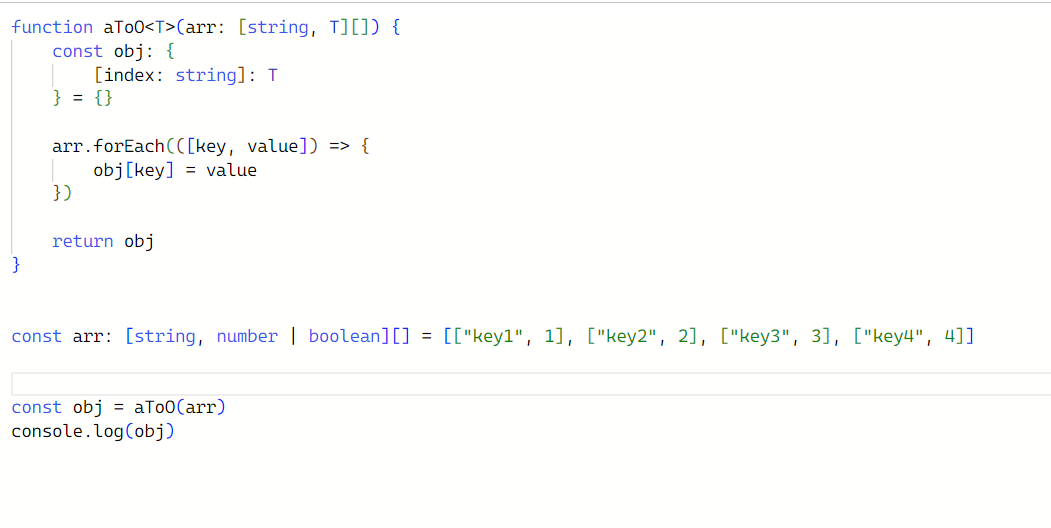 function aToO<T>(arr: [string, T][]) {
    const obj: {
        [index: string]: T
    } = {}
    arr.forEach(([key, value]) => {
        obj[key] = value
    })
    return obj
}
const arr: [string, number | boolean][] = [["key1", 1], ["key2", 2], ["key3", 3], ["key4", 4]]
const obj = aToO(arr)
console.log(obj)